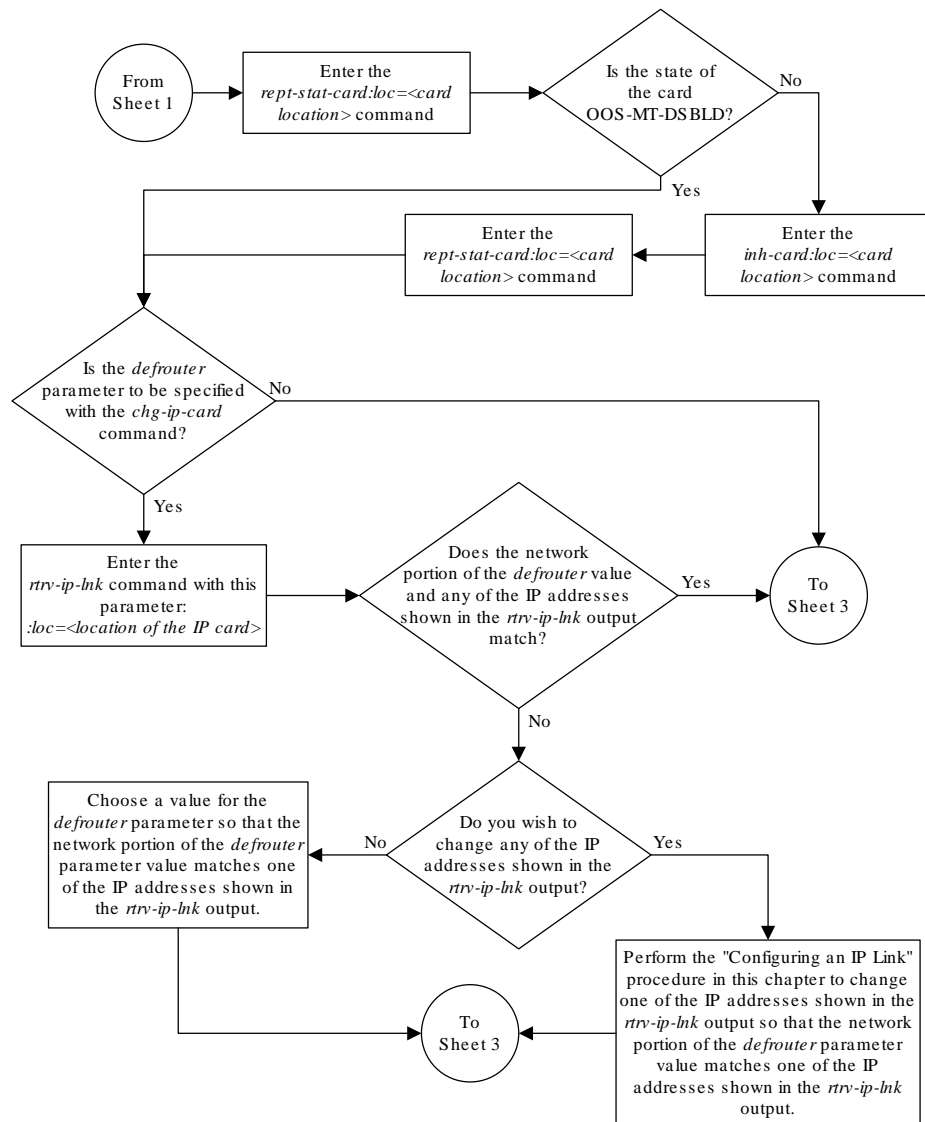 From
Sheet 1
Enter the
rept-stat-card:loc=<card
location> command
Is the state of
the card
OOS-MT-DSBLD?
No
Yes
Enter the
rept-stat-card:loc=<card
location> command
Enter the
inh-card:loc=<card
location> command
Is the defrouter
parameter to be specified
with the chg-ip-card
command?
No
Yes
Enter the
rtrv-ip-lnk command with this
parameter:
:loc=<location of the IP card>
Does the network
portion of the defrouter value
and any of the IP addresses
shown in the rtrv-ip-lnk output
match?
Yes
To
Sheet 3
No
Choose a value for the
defrouter parameter so that the
network portion of the defrouter
parameter value matches one
of the IP addresses shown in
the rtrv-ip-lnk output.
No
Do you wish to
change any of the IP
addresses shown in the
rtrv-ip-lnk output?
Yes
To
Sheet 3
Perform the "Configuring an IP Link"
procedure in this chapter to change
one of the IP addresses shown in the
rtrv-ip-lnk output so that the network
portion of the defrouter parameter
value matches one of the IP
addresses shown in the rtrv-ip-lnk
output.